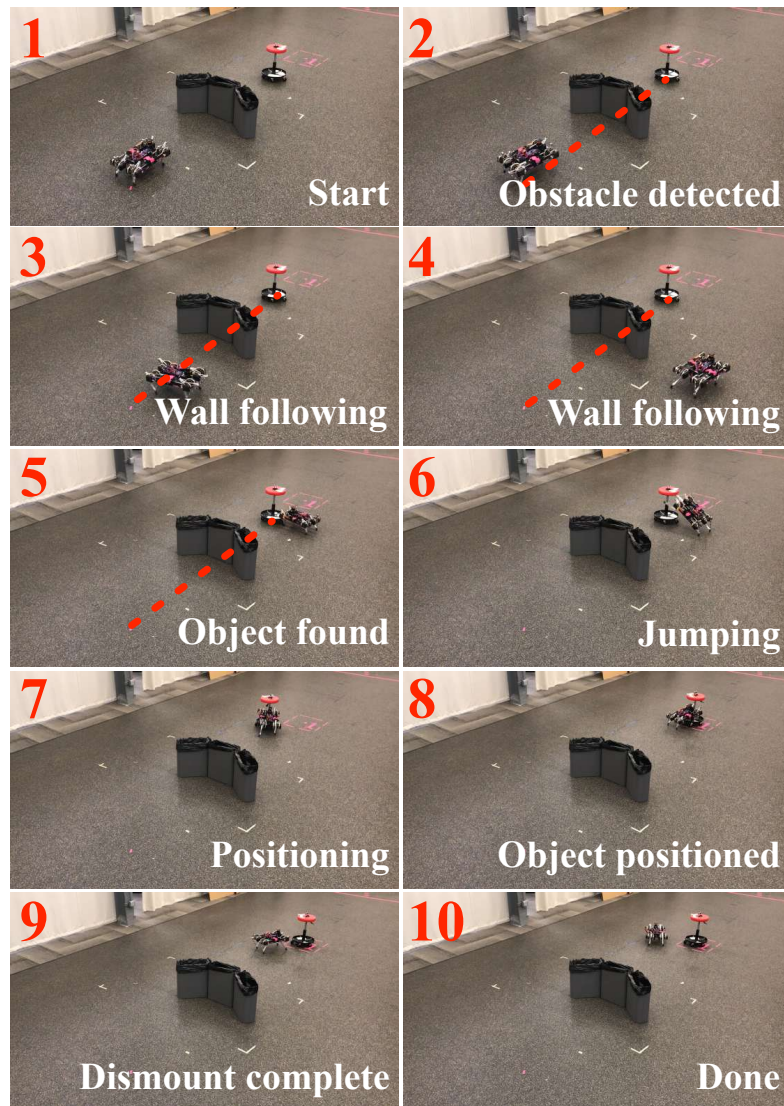 1
Start
2
Obstacle detected
3
Wall following
4
Wall following
5
Object found
6
Jumping
7
Positioning
8
Object positioned
9
Dismount complete
10
Done